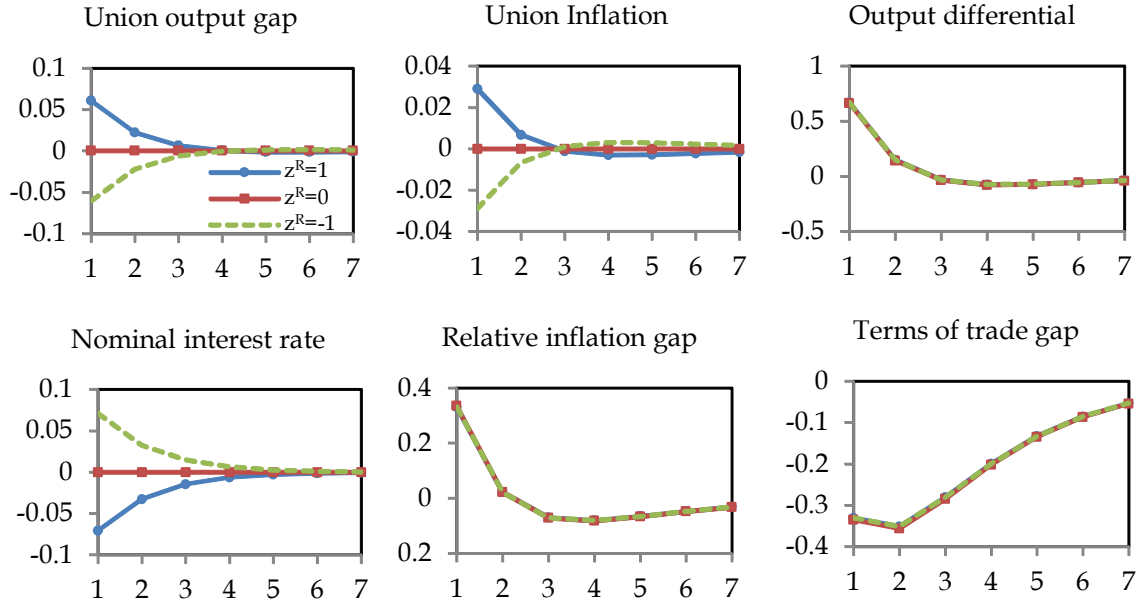 Union output gap
0.1
0.05
0
-0.05
-0.1
z^R=1
z^R=0
z^R=-1
1 2 3 4 5 6 7
Union Inflation
0.04
0.02
0
-0.02
-0.04
1 2 3 4 5 6 7
Output differential
1
0.5
0
-0.5
1 2 3 4 5 6 7
Nominal interest rate
0.1
0.05
0
-0.05
-0.1
1 2 3 4 5 6 7
Relative inflation gap
0.4
0.2
0
0.2
1 2 3 4 5 6 7
Terms of trade gap
0
-0.1
-0.2
-0.3
-0.4
1 2 3 4 5 6 7